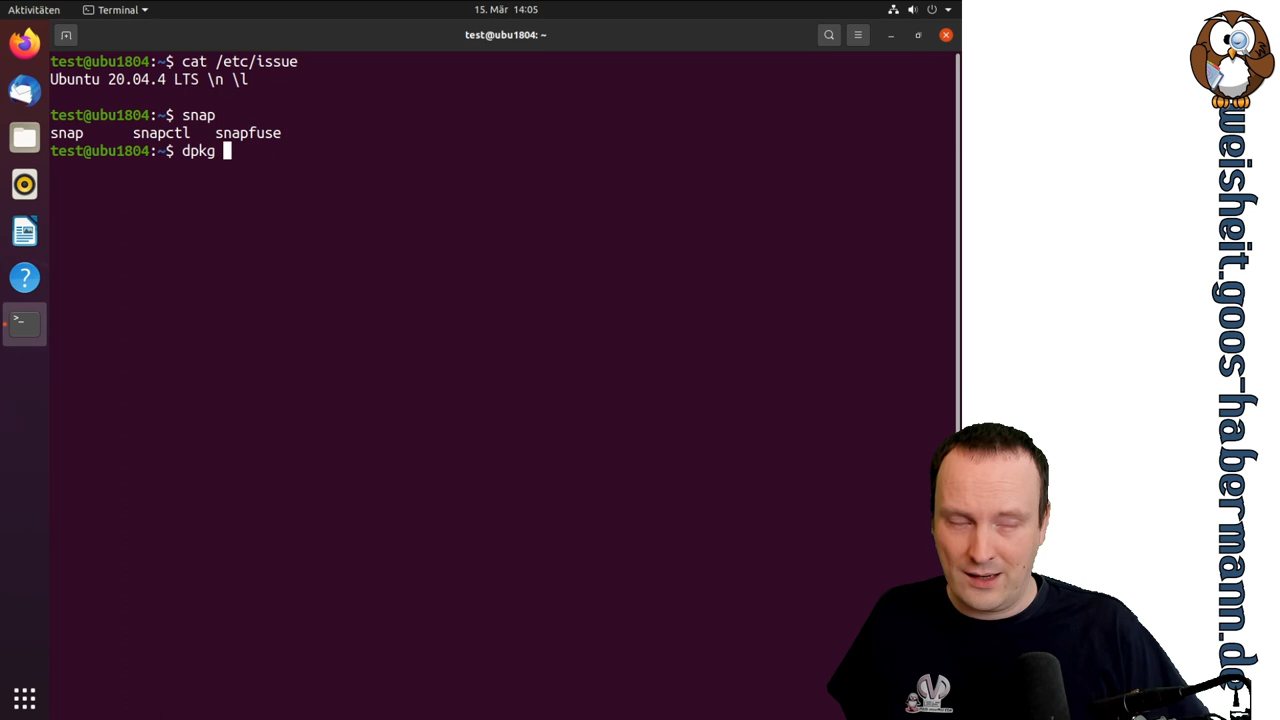 Aktivitäten
Terminal
15. Mär 14:05
test@ubu1804: ~
test@ubu1804:~$ cat /etc/issue
Ubuntu 20.04.4 LTS \n \l
test@ubu1804:~$ snap
snap snapctl snapfuse
test@ubu1804:~$ dpkg
weisheit.goos-habermann.de